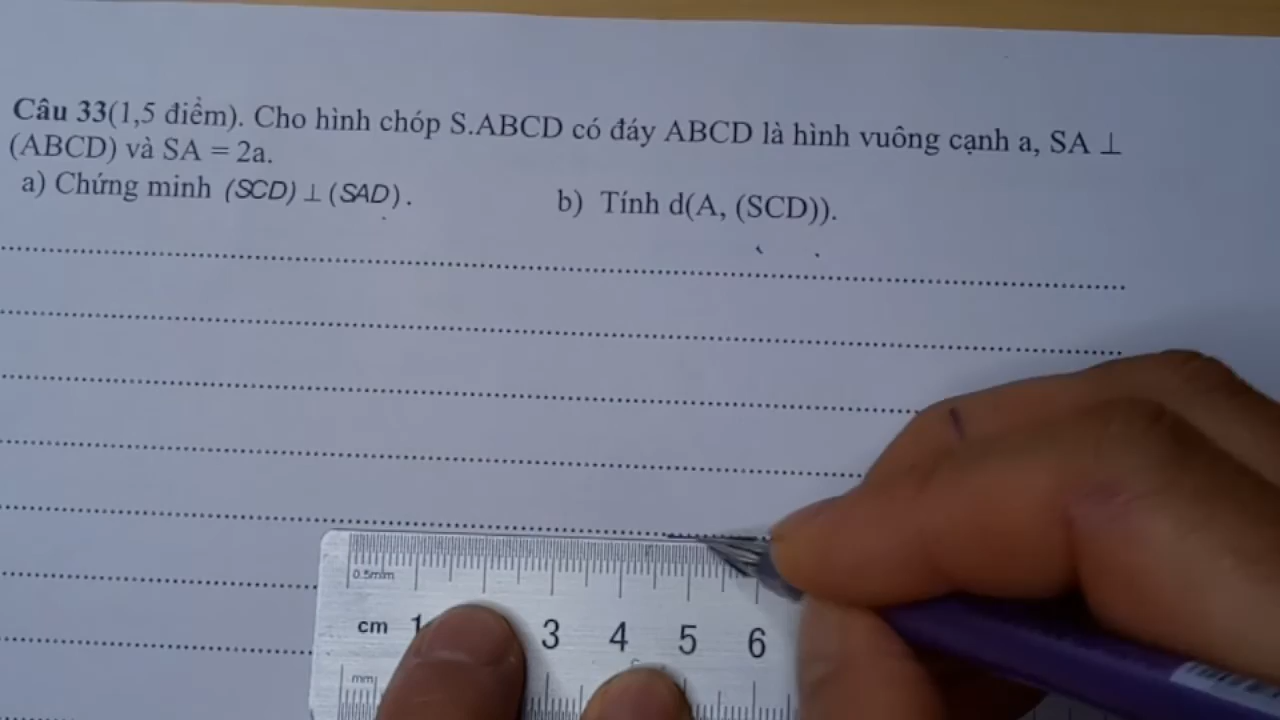 Câu 33(1,5 điểm). Cho hình chóp S.ABCD có đáy ABCD là hình vuông cạnh a, SA ⊥
(ABCD) và SA = 2a.
a) Chứng minh (SCD) ⊥ (SAD).
b) Tính d(A, (SCD)).
0.5mm
cm 1 3 4 5 6
mm